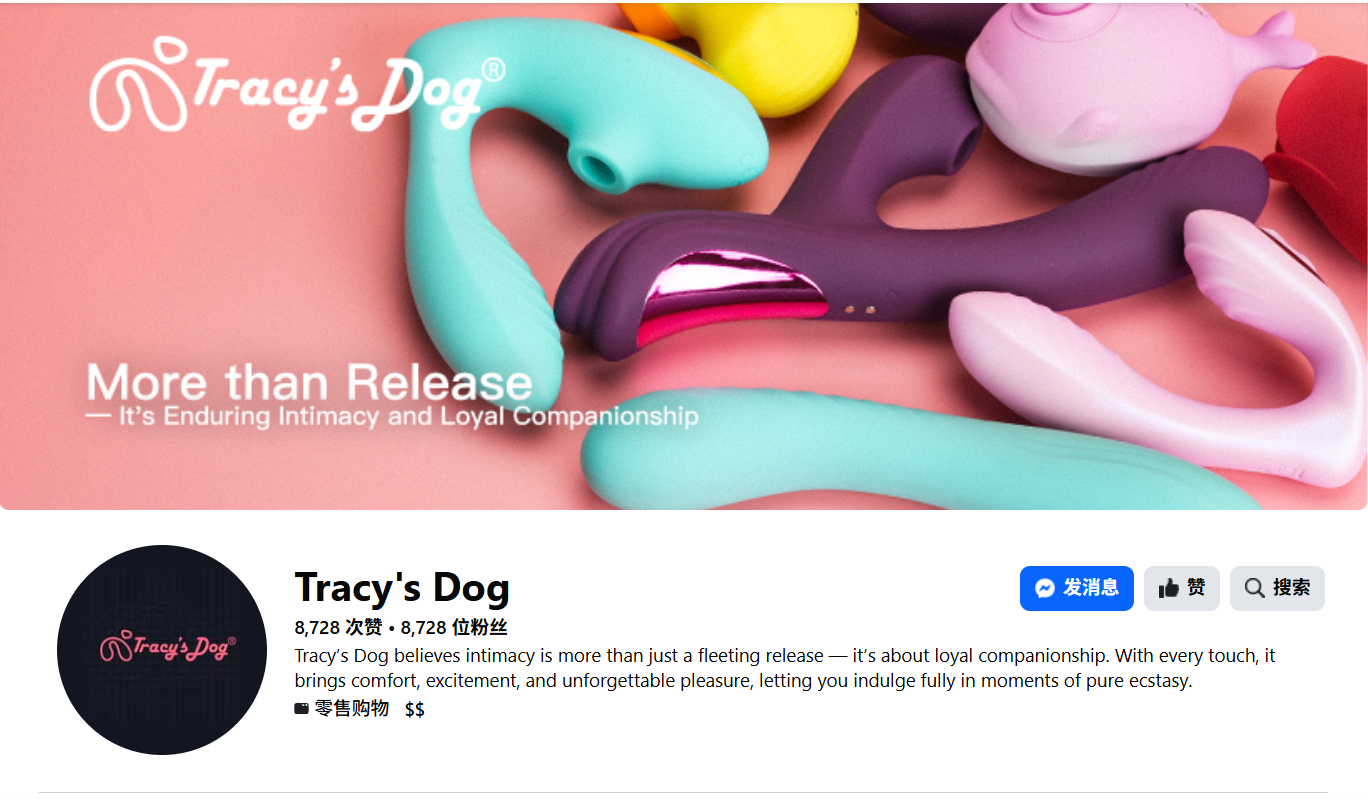 Tracy's Dog®
More than Release
— It's Enduring Intimacy and Loyal Companionship
Tracy'sDog®
Tracy's Dog
8,728 次赞 • 8,728 位粉丝
Tracy’s Dog believes intimacy is more than just a fleeting release — it’s about loyal companionship. With every touch, it
brings comfort, excitement, and unforgettable pleasure, letting you indulge fully in moments of pure ecstasy.
零售购物 $$
发消息
赞
搜索